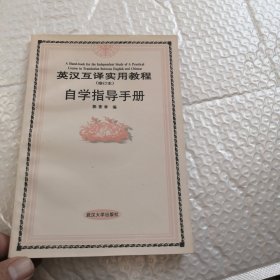 A Hand-book for the Independent Study of A Practical
Course in Translation Between English and Chinese
英汉互译实用教程
(修订本)
自学指导手册
郭著章 编
武汉大学出版社